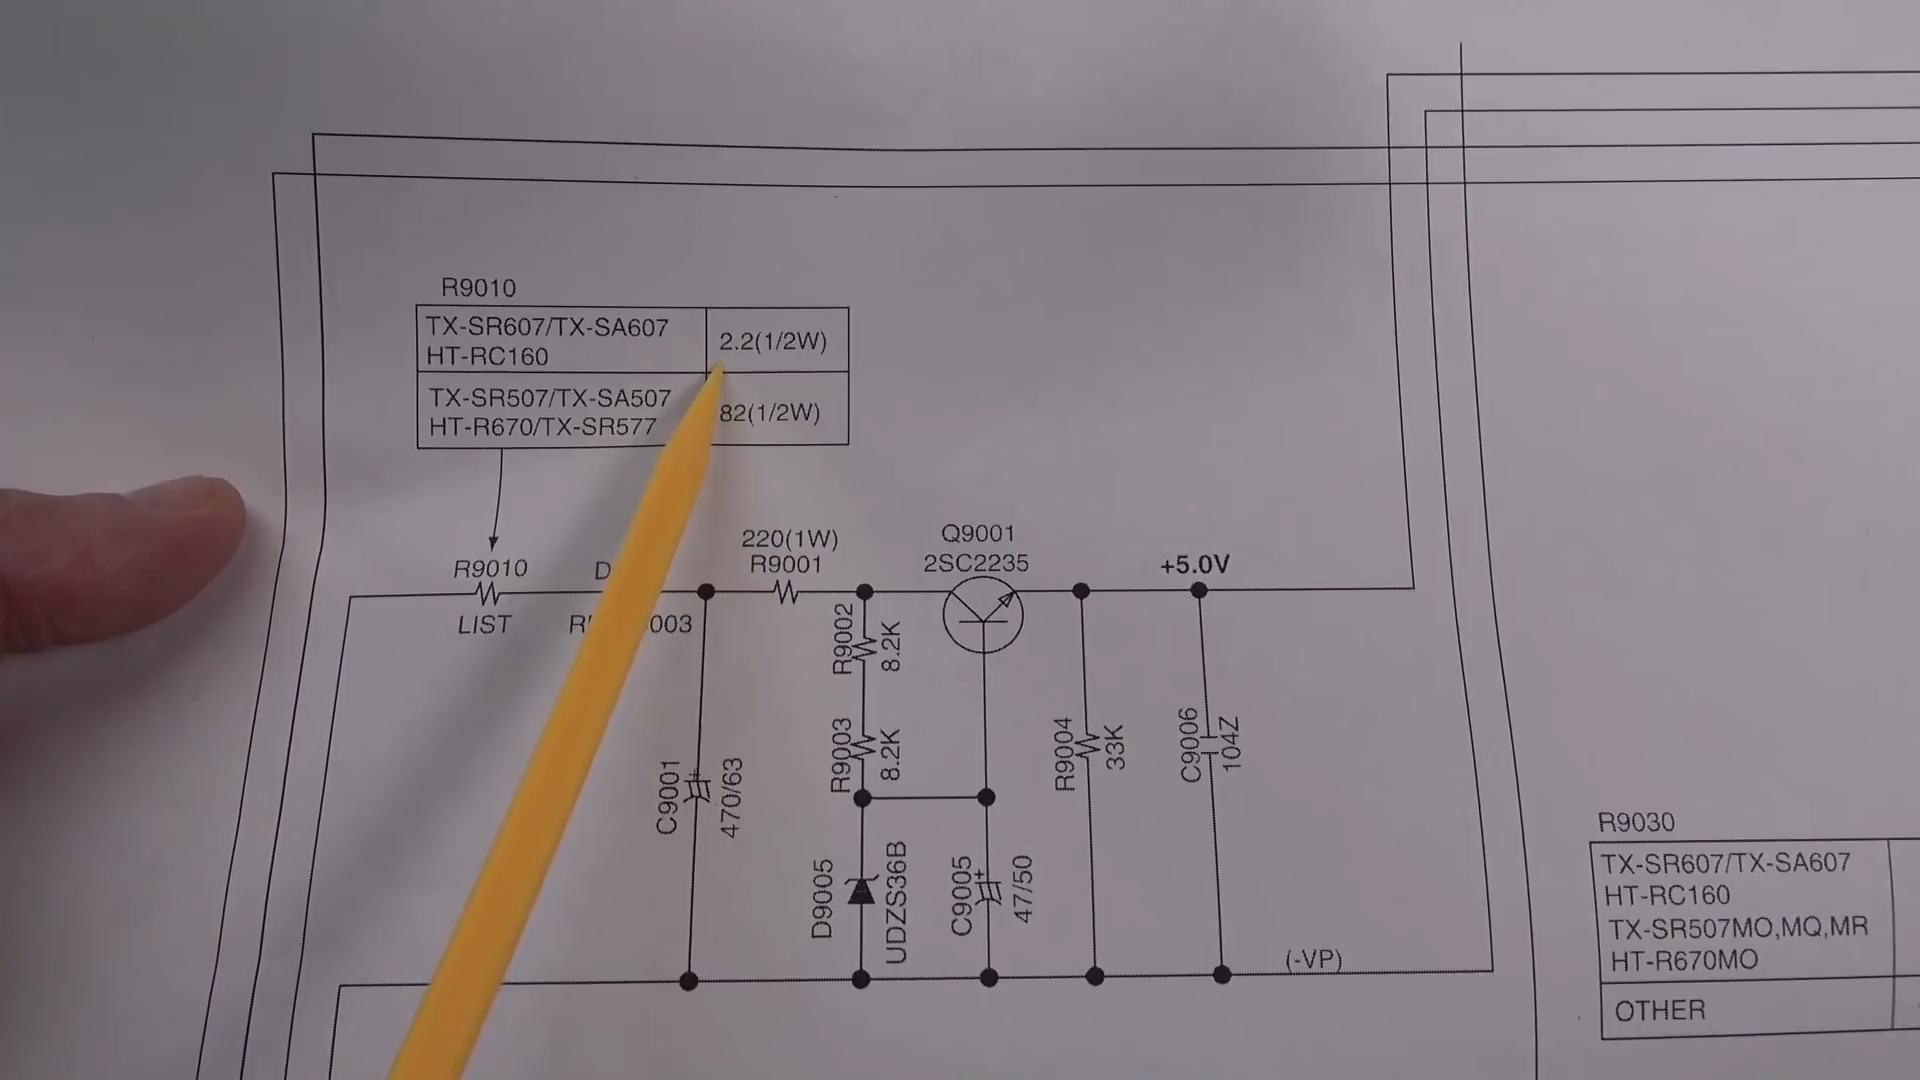 R9010
TX-SR607/TX-SA607
HT-RC160
2.2(1/2W)
TX-SR507/TX-SA507
HT-R670/TX-SR577
82(1/2W)
220(1W)
R9001
Q9001
2SC2235
R9010
LIST
+5.0V
R9002
8.2K
R9003
8.2K
C9001
470/63
R9004
33K
C9006
104Z
D9005
UDZS36B
C9005
47/50
(-VP)
R9030
TX-SR607/TX-SA607
HT-RC160
TX-SR507MO,MQ,MR
HT-R670MO
OTHER